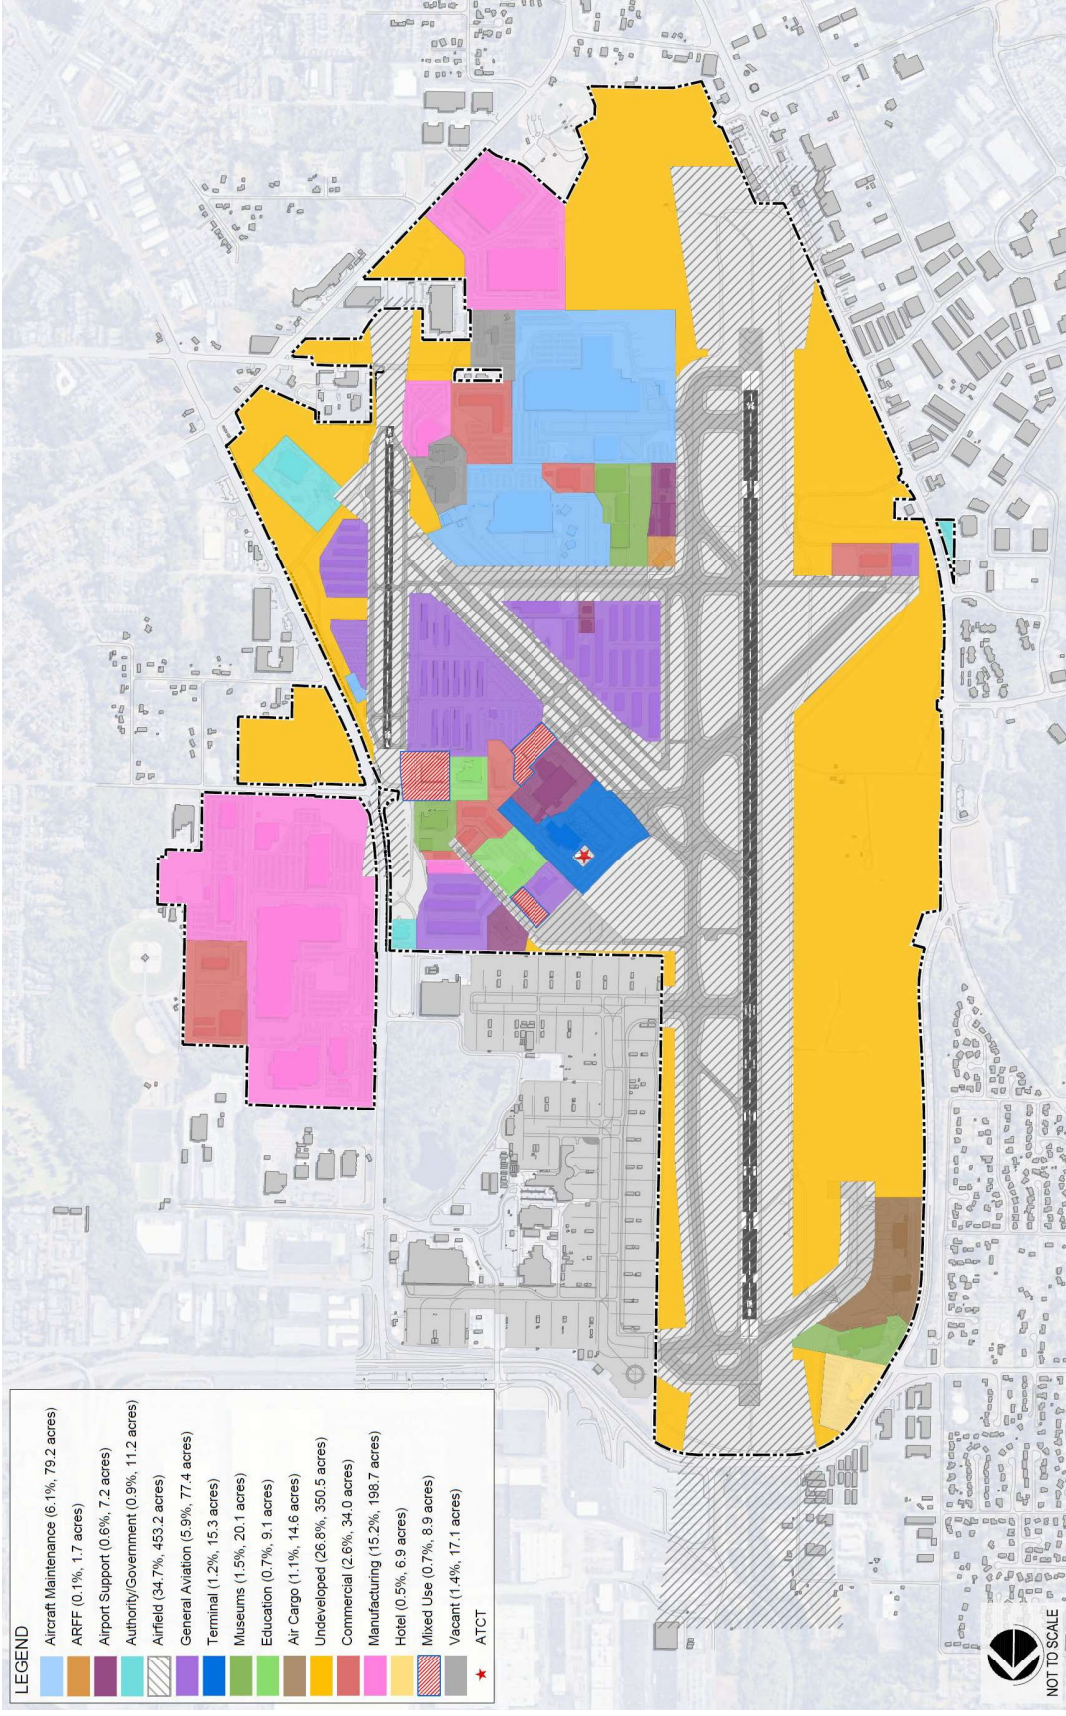 LEGEND
Aircraft Maintenance (6.1%, 79.2 acres)
ARFF (0.1%, 1.7 acres)
Airport Support (0.6%, 7.2 acres)
Authority/Government (0.9%, 11.2 acres)
Airfield (34.7%, 453.2 acres)
General Aviation (5.9%, 77.4 acres)
Terminal (1.2%, 15.3 acres)
Museums (1.5%, 20.1 acres)
Education (0.7%, 9.1 acres)
Air Cargo (1.1%, 14.6 acres)
Undeveloped (26.8%, 350.5 acres)
Commercial (2.6%, 34.0 acres)
Manufacturing (15.2%, 198.7 acres)
Hotel (0.5%, 6.9 acres)
Mixed Use (0.7%, 8.9 acres)
Vacant (1.4%, 17.1 acres)
ATCT
NOT TO SCALE